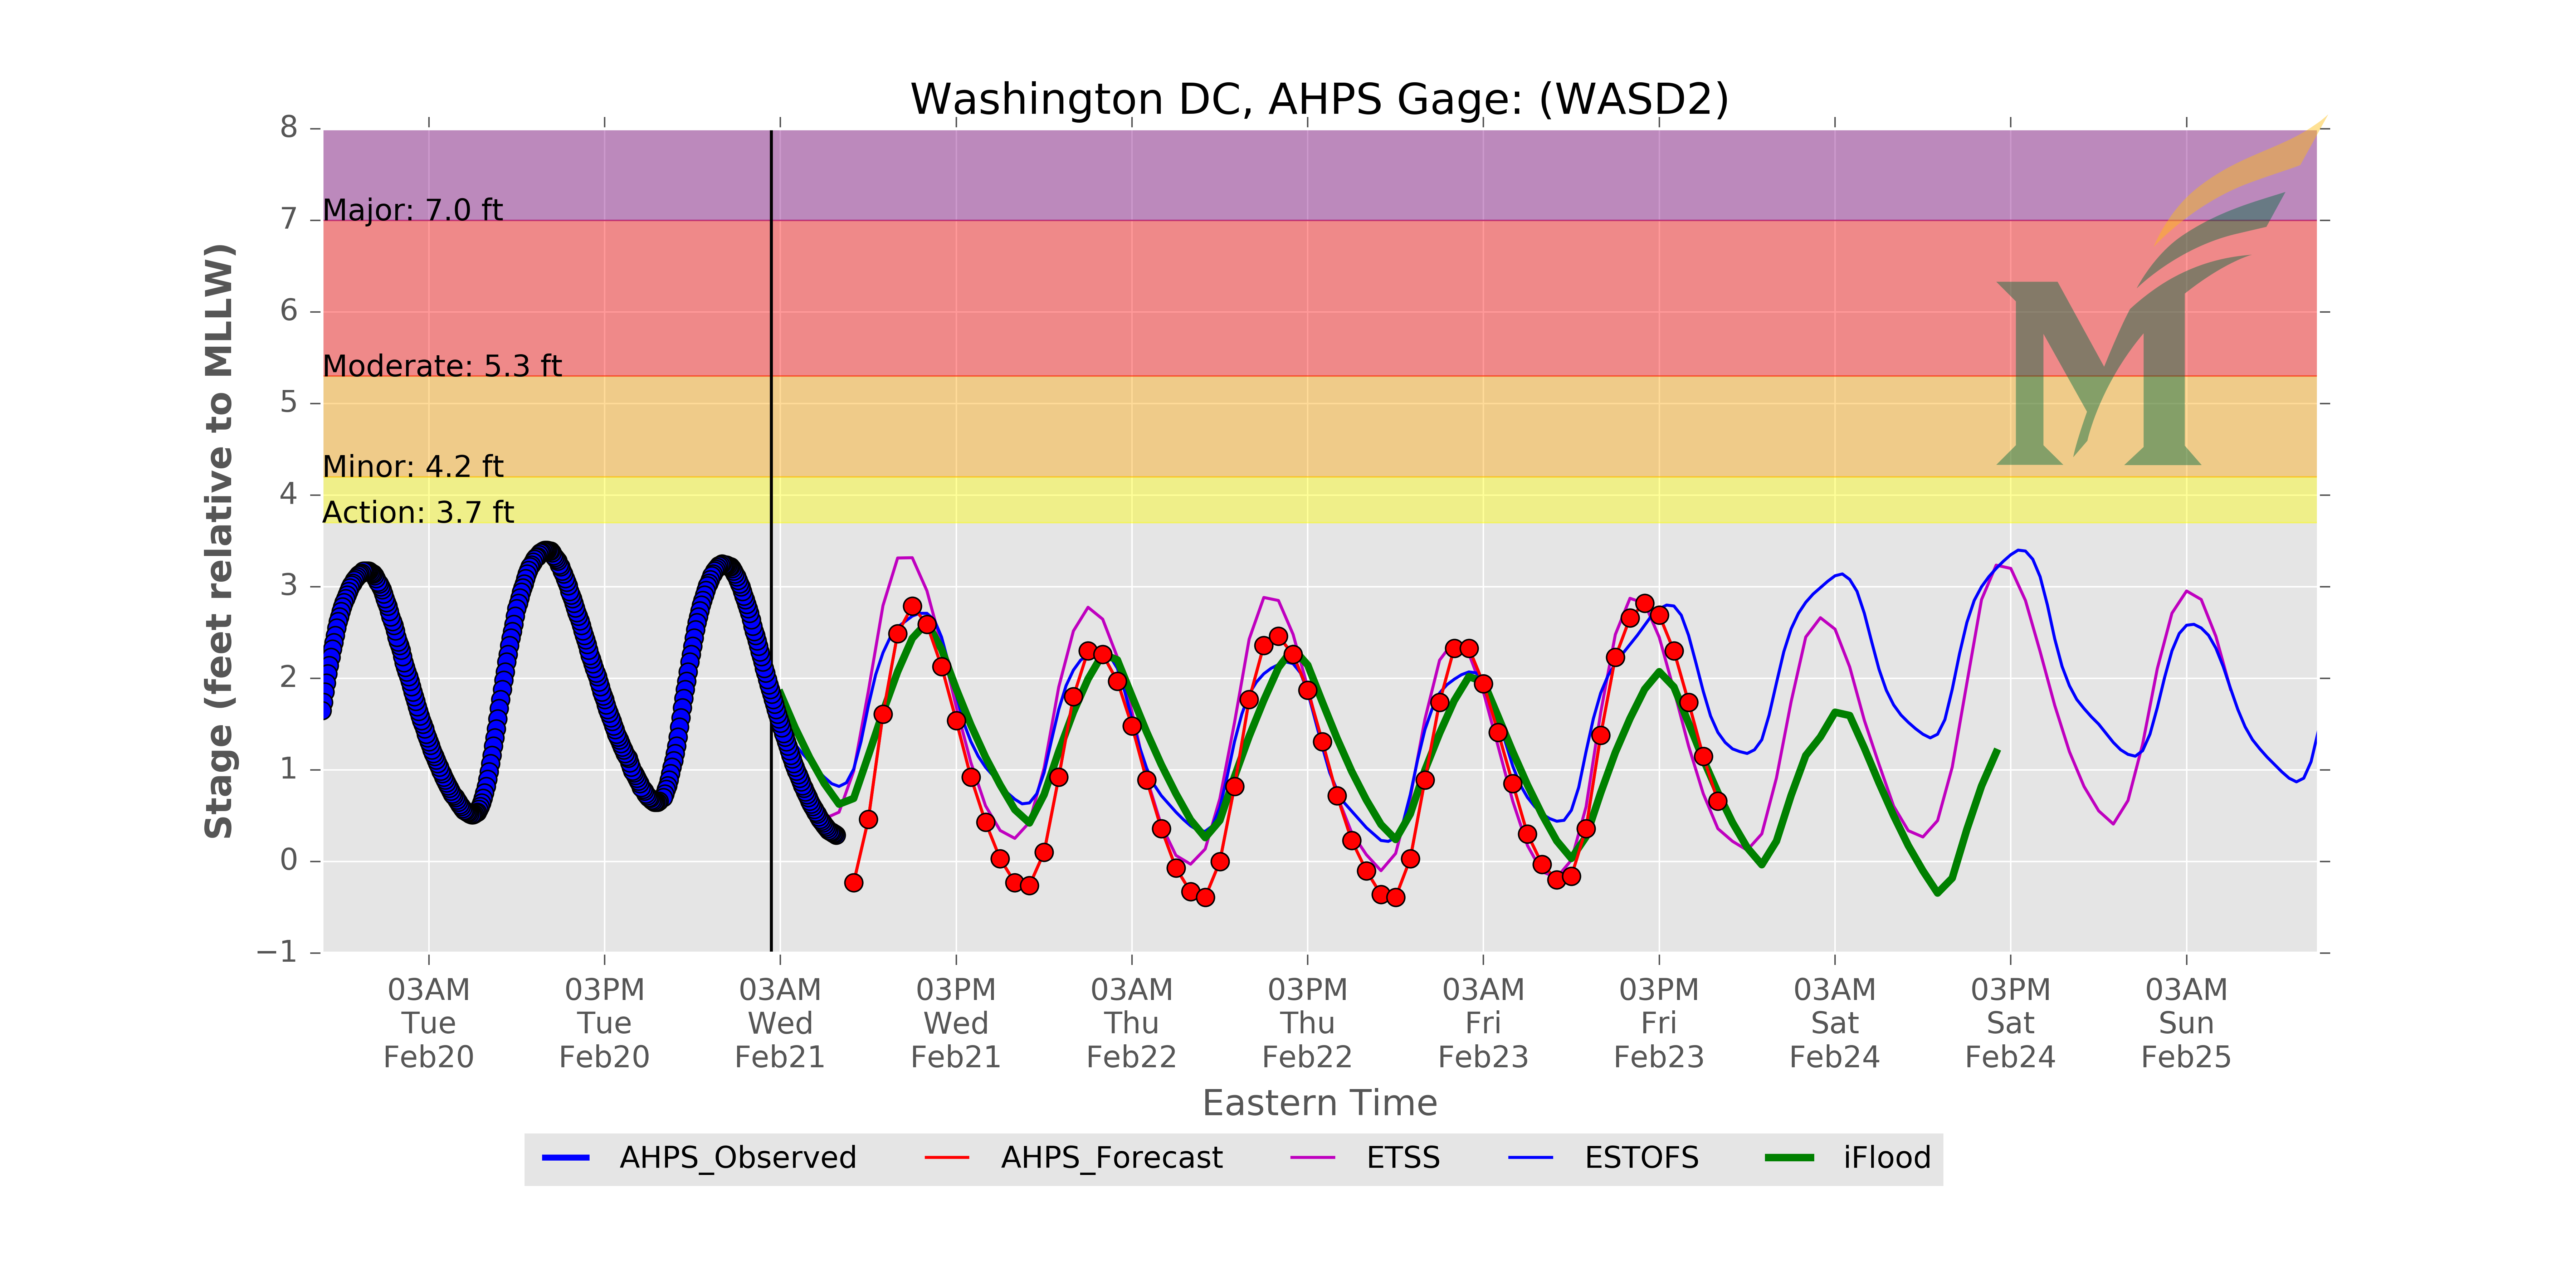 Washington DC, AHPS Gage: (WASD2)
Stage (feet relative to MLLW)
8
7
6
5
4
3
2
1
0
−1
Major: 7.0 ft
Moderate: 5.3 ft
Minor: 4.2 ft
Action: 3.7 ft
M
03AM 03PM 03AM 03PM 03AM 03PM 03AM 03PM 03AM 03PM 03AM
Tue Tue Wed Wed Thu Thu Fri Fri Sat Sat Sun
Feb20 Feb20 Feb21 Feb21 Feb22 Feb22 Feb23 Feb23 Feb24 Feb24 Feb25
Eastern Time
AHPS_Observed AHPS_Forecast ETSS ESTOFS iFlood